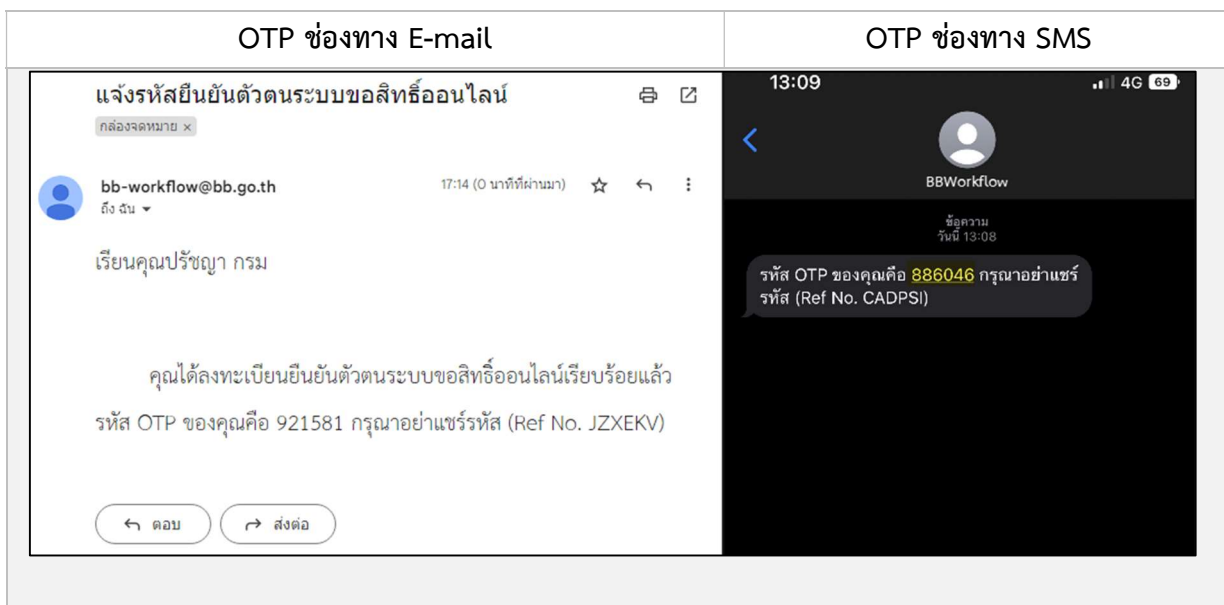 OTP ช่องทาง E-mail
OTP ช่องทาง SMS
แจ้งรหัสยืนยันตัวตนระบบขอสิทธิ์ออนไลน์
กล่องจดหมาย ×
bb-workflow@bb.go.th
17:14 (0 นาทีที่ผ่านมา)
ถึง ฉัน
เรียนคุณปรัชญา กรม
คุณได้ลงทะเบียนยืนยันตัวตนระบบขอสิทธิ์ออนไลน์เรียบร้อยแล้ว
รหัส OTP ของคุณคือ 921581 กรุณาอย่าแชร์รหัส (Ref No. JZXEKV)
ตอบ
ส่งต่อ
13:09
4G 69
BBWorkflow
ข้อความ
วันนี้ 13:08
รหัส OTP ของคุณคือ 886046 กรุณาอย่าแชร์
รหัส (Ref No. CADPSI)